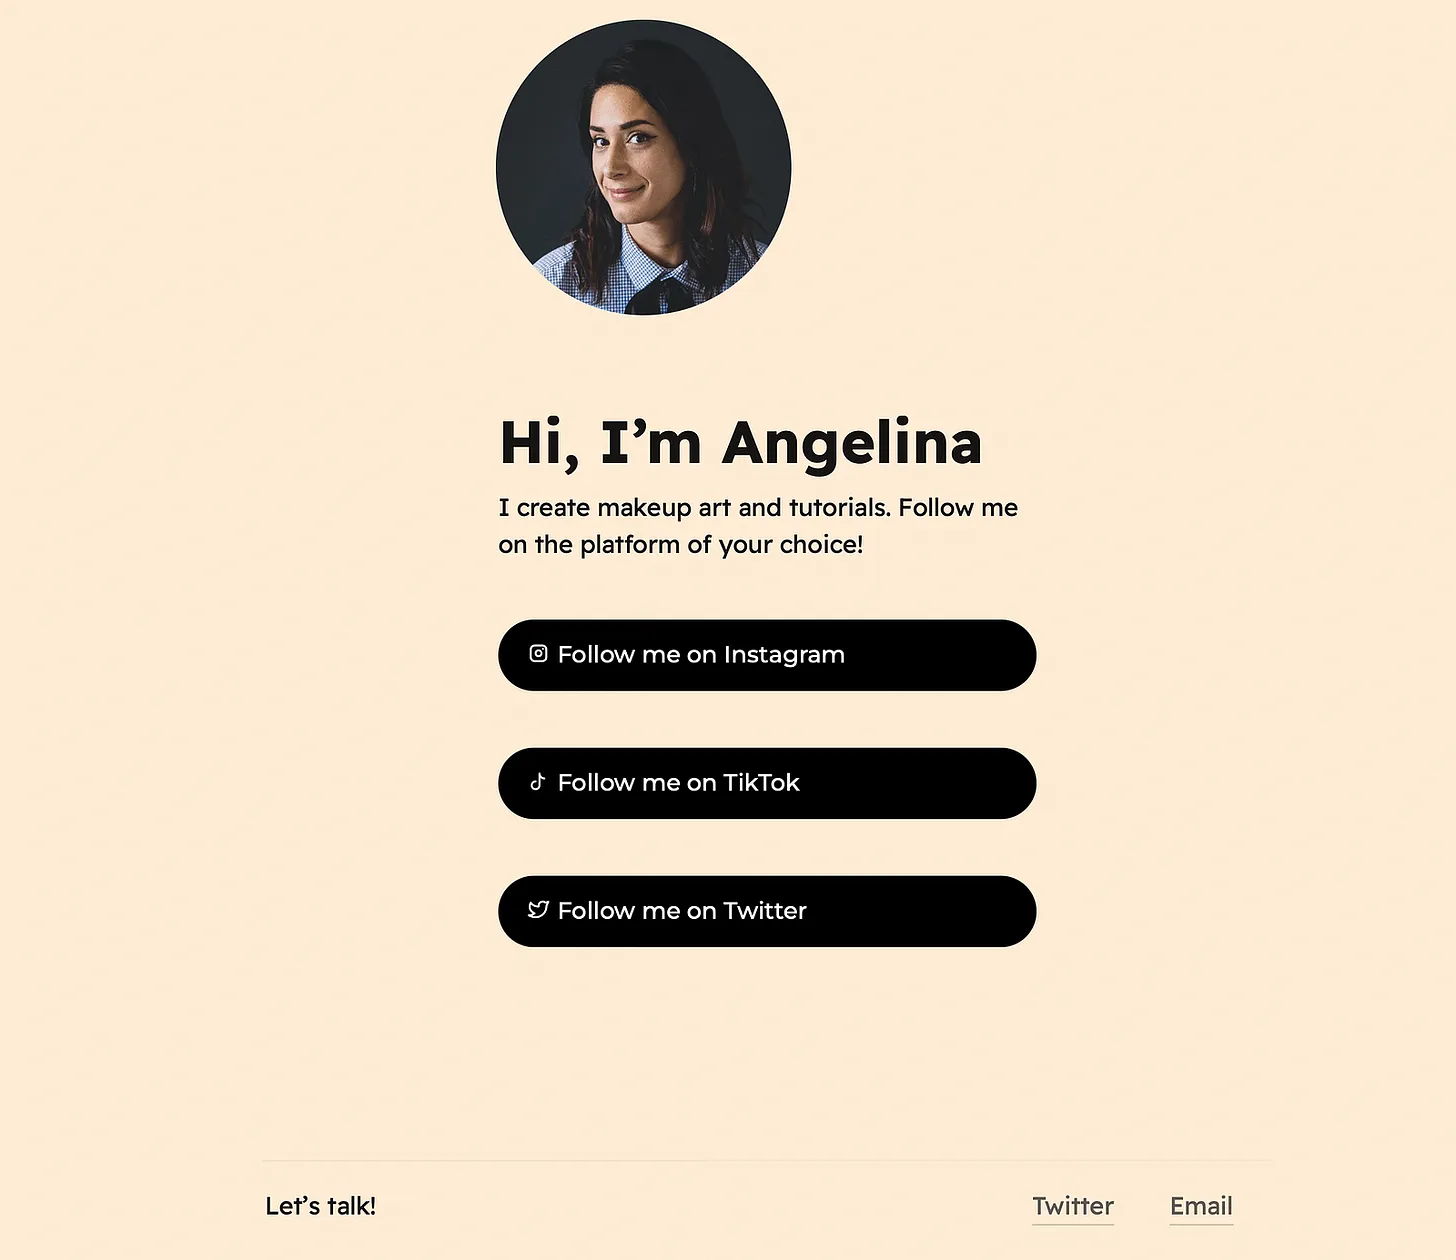 Hi, I’m Angelina
I create makeup art and tutorials. Follow me
on the platform of your choice!
Follow me on Instagram
Follow me on TikTok
Follow me on Twitter
Let’s talk! Twitter Email